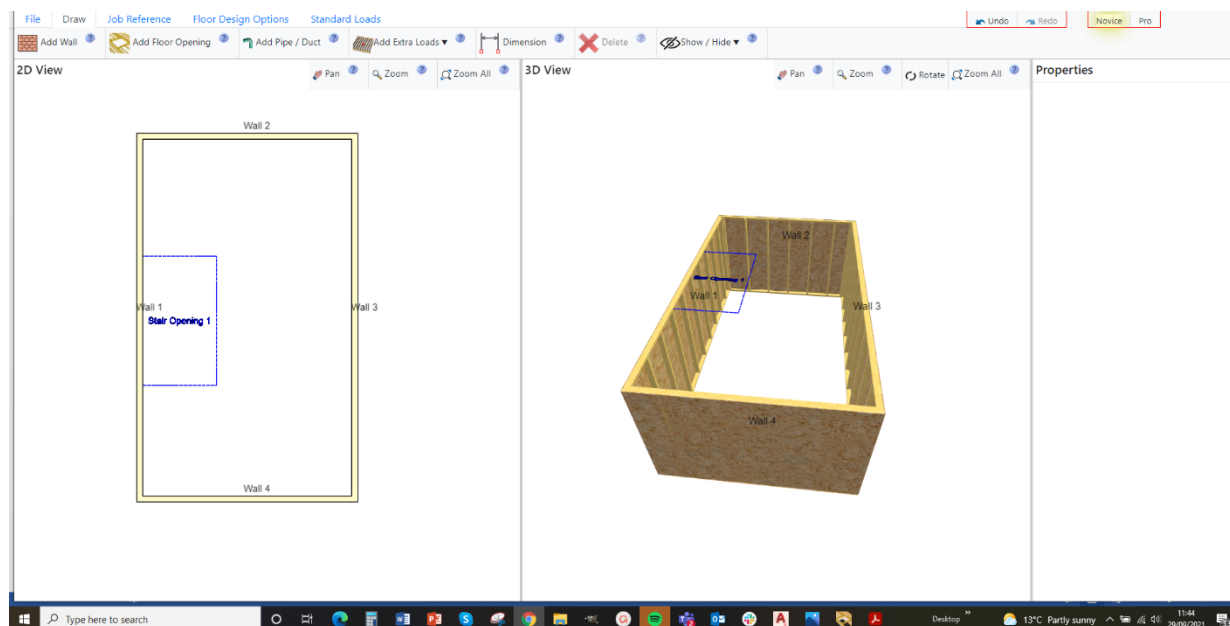 File Draw Job Reference Floor Design Options Standard Loads Undo Redo Novice Pro
Add Wall ? Add Floor Opening ? Add Pipe / Duct ? Add Extra Loads ▾ ? Dimension ? Delete ? Show / Hide ▾ ?
2D View Pan ? Zoom ? Zoom All ?
3D View Pan ? Zoom ? Rotate Zoom All ?
Properties
Wall 2
Wall 1
Stair Opening 1
Wall 3
Wall 4
Wall 2
Stair Opening 1
Wall 1
Wall 3
Wall 4
Type here to search Desktop 13°C Partly sunny 11:44
29/09/2021